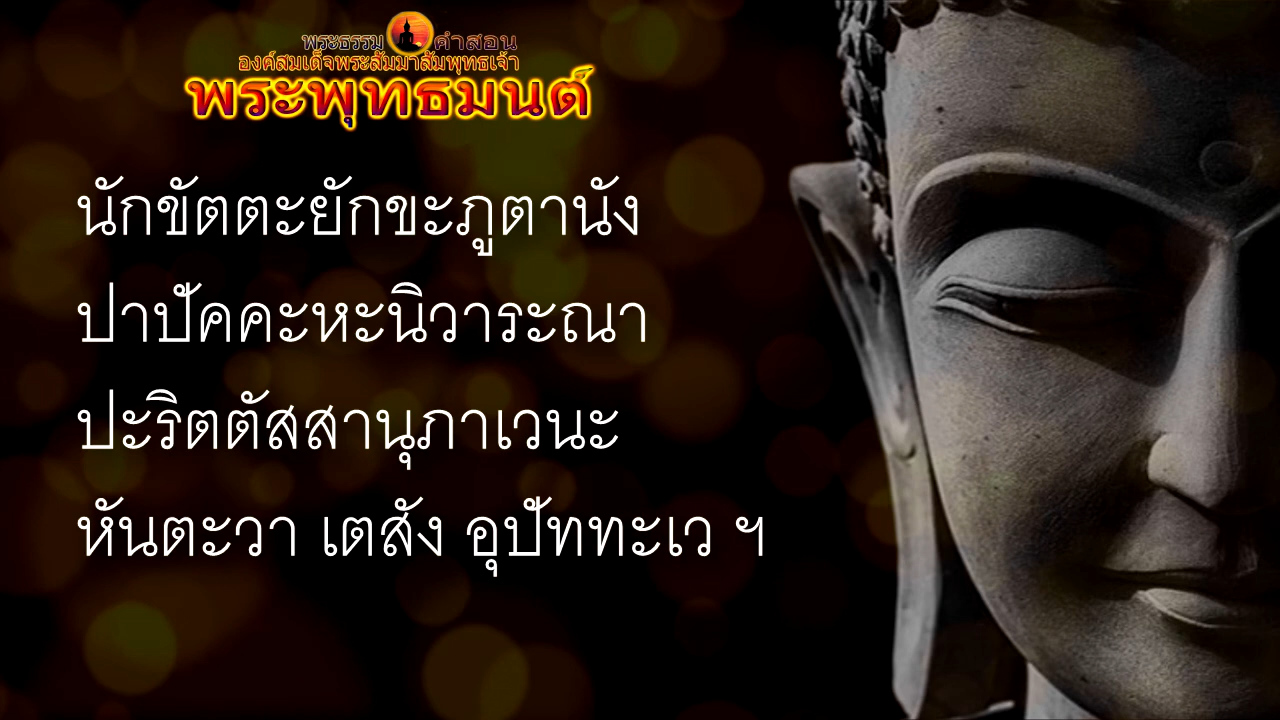 พระธรรม คำสอน
องค์สมเด็จพระสัมมาสัมพุทธเจ้า
พระพุทธมนต์
นักขัตตะยักขะภูตานัง
ปาปัคคะหะนิวาระณา
ปะริตตัสสานุภาเวนะ
หันตะวา เตสัง อุปัททะเว ฯ